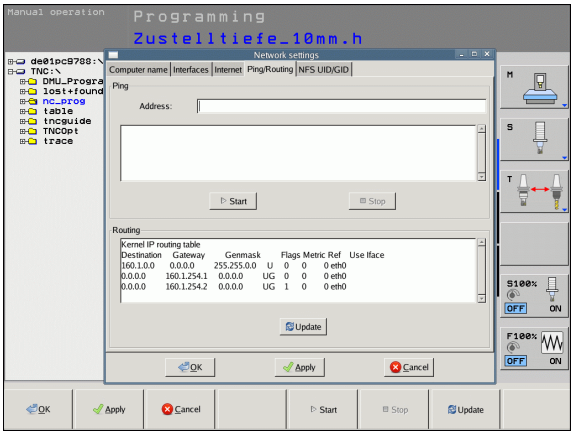 Manual operation
Programming
Zustelltiefe_10mm.h
de01pc9788:\
TNC:\
DMU_Progra
lost+found
nc_prog
table
tncguide
TNCOpt
trace
Network settings
Computer name Interfaces Internet Ping/Routing NFS UID/GID
Ping
Address:
Start Stop
Routing
Kernel IP routing table
Destination Gateway Genmask Flags Metric Ref Use Iface
160.1.0.0 0.0.0.0 255.255.0.0 U 0 0 0 eth0
0.0.0.0 160.1.254.1 0.0.0.0 UG 0 0 0 eth0
0.0.0.0 160.1.254.2 0.0.0.0 UG 1 0 0 eth0
Update
OK Apply Cancel
M
S
T
S100%
OFF ON
F100%
OFF ON
OK Apply Cancel Start Stop Update